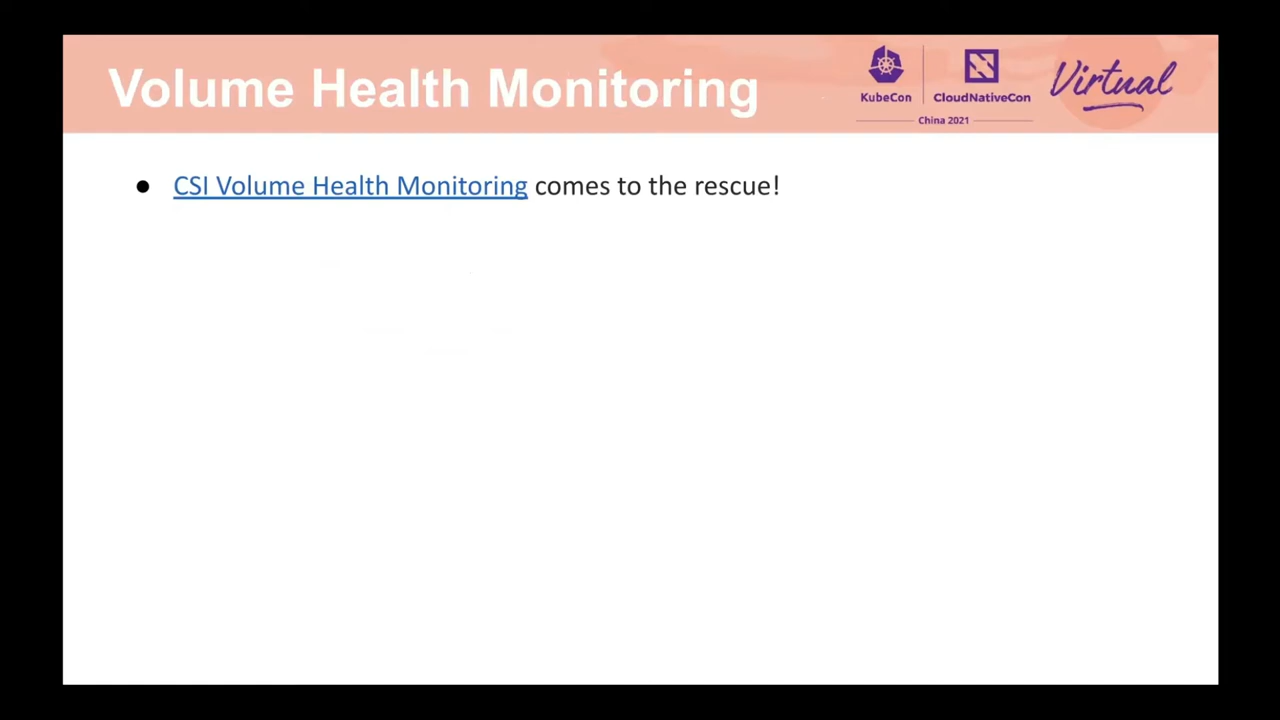 Volume Health Monitoring
KubeCon
CloudNativeCon
China 2021
Virtual
● CSI Volume Health Monitoring comes to the rescue!